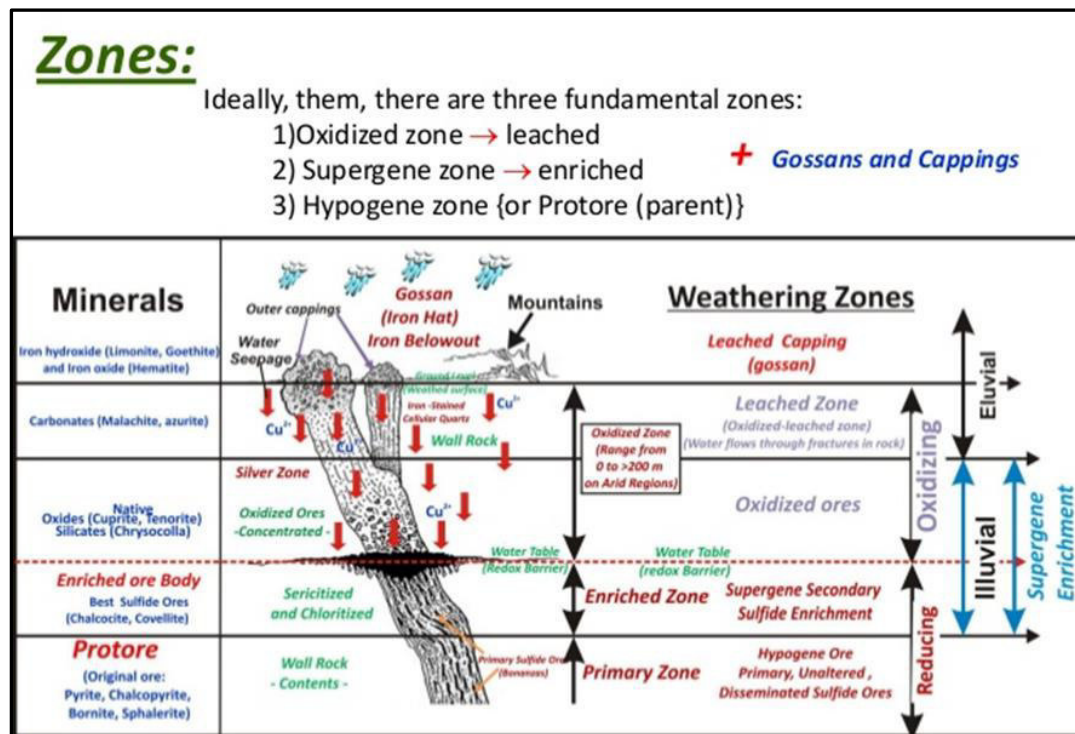 Zones:
Ideally, them, there are three fundamental zones:
1)Oxidized zone → leached
2) Supergene zone → enriched
3) Hypogene zone {or Protore (parent)}
+ Gossans and Cappings
Minerals
Iron hydroxide (Limonite, Goethite)
and Iron oxide (Hematite)
Carbonates (Malachite, azurite)
Native
Oxides (Cuprite, Tenorite)
Silicates (Chrysocolla)
Enriched ore Body
Best Sulfide Ores
(Chalcocite, Covellite)
Protore
(Original ore:
Pyrite, Chalcopyrite,
Bornite, Sphalerite)
Outer cappings
Gossan
(Iron Hat)
Iron Belowout
Mountains
Water
Seepage
Ground Level
(Weathed surface)
Iron -Stained
Cellular Quartz
Cu²⁺
Cu²⁺
Cu²⁺
Wall Rock
Silver Zone
Oxidized Ores
-Concentrated -
Cu²⁺
Water Table
(Redox Barrier)
Sericitized
and Chloritized
Primary Sulfide Ore
(Bonanzas)
Wall Rock
- Contents -
Weathering Zones
Leached Capping
(gossan)
Oxidized Zone
(Range from
0 to >200 m
on Arid Regions)
Leached Zone
(Oxidized-leached zone)
(Water flows through fractures in rock)
Oxidized ores
Water Table
(redox Barrier)
Enriched Zone
Supergene Secondary
Sulfide Enrichment
Primary Zone
Hypogene Ore
Primary, Unaltered ,
Disseminated Sulfide Ores
Oxidizing
Reducing
Eluvial
Illuvial
Supergene
Enrichment